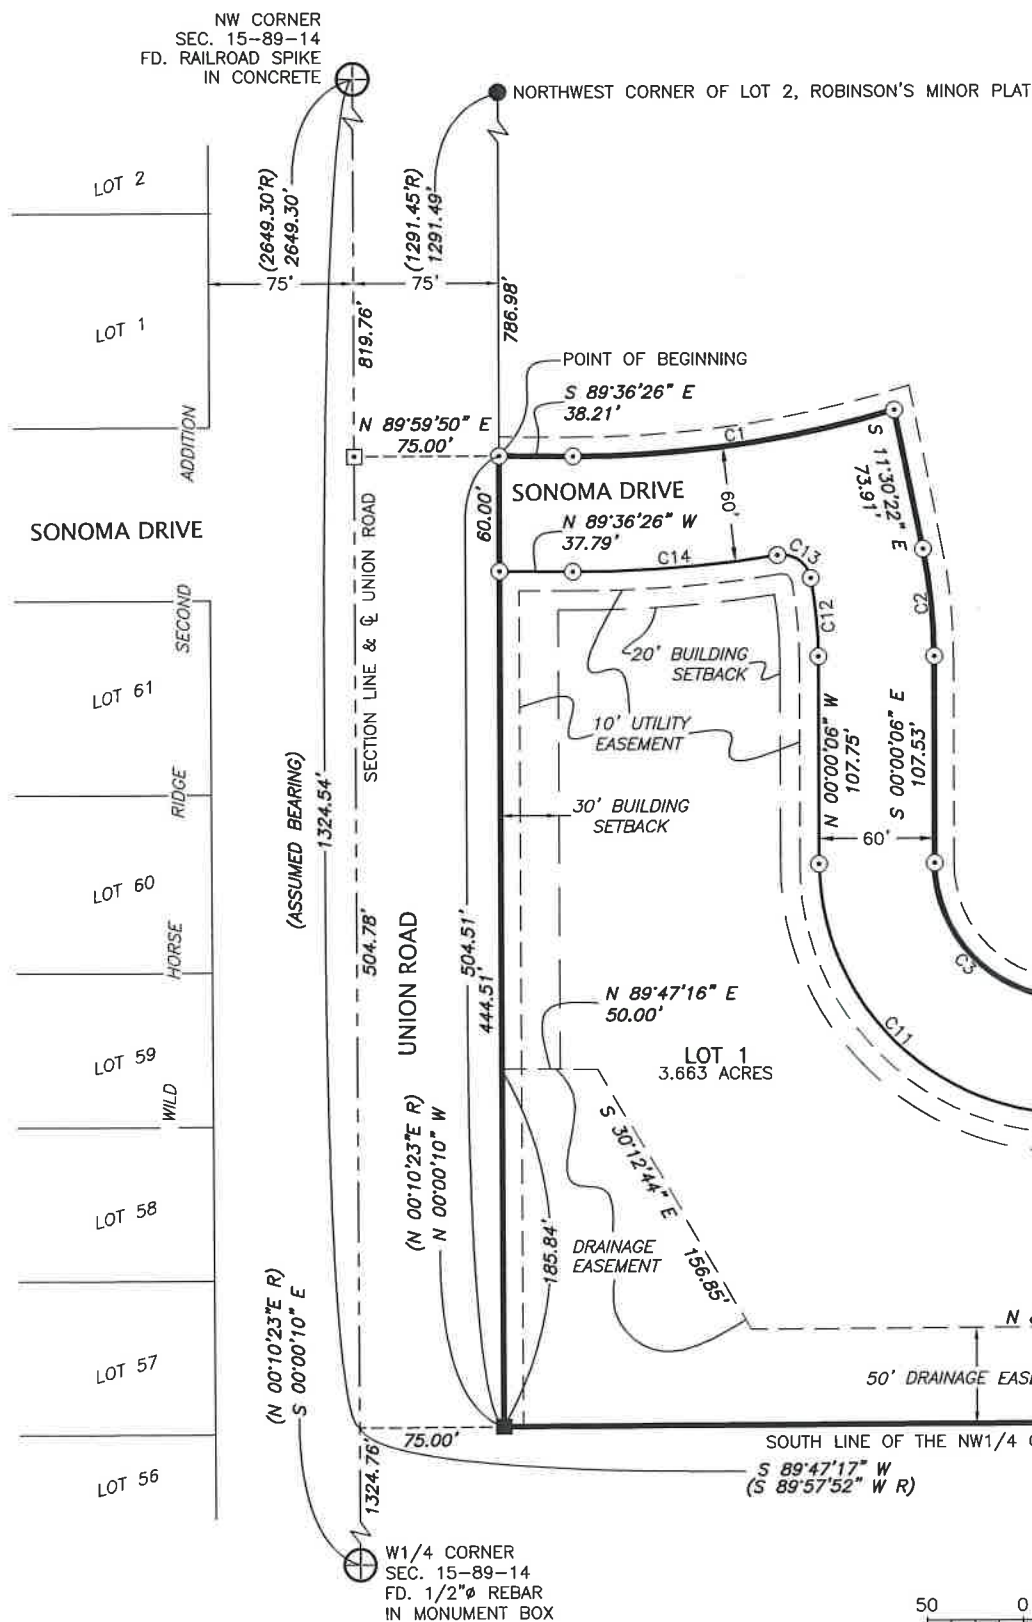 NW CORNER
SEC. 15-89-14
FD. RAILROAD SPIKE
IN CONCRETE
NORTHWEST CORNER OF LOT 2, ROBINSON'S MINOR PLAT
LOT 2
(2649.30'R)
2649.30'
(1291.45'R)
1291.49'
75'
75'
LOT 1
819.76'
786.98'
POINT OF BEGINNING
S 89°36'26" E
38.21'
N 89°59'50" E
75.00'
C1
S 11°30'22" E
73.91'
ADDITION
SONOMA DRIVE
SONOMA DRIVE
60.00'
60'
N 89°36'26" W
37.79'
C14
C13
C2
C12
SECTION LINE & ℄ UNION ROAD
SECOND
20' BUILDING
SETBACK
LOT 61
10' UTILITY
EASEMENT
N 00°00'06" W
107.75'
S 00°00'06" E
107.53'
RIDGE
30' BUILDING
SETBACK
60'
(ASSUMED BEARING)
1324.54'
LOT 60
HORSE
504.78'
UNION ROAD
504.51'
444.51'
C3
N 89°47'16" E
50.00'
C11
LOT 59
LOT 1
3.663 ACRES
WILD
(N 00°10'23"E R)
N 00°00'10" W
S 30°12'44" E
156.85'
LOT 58
185.84'
DRAINAGE
EASEMENT
(N 00°10'23"E R)
S 00°00'10" E
N
LOT 57
50' DRAINAGE EASE
75.00'
SOUTH LINE OF THE NW1/4
S 89°47'17" W
(S 89°57'52" W R)
LOT 56
1324.76'
W1/4 CORNER
SEC. 15-89-14
FD. 1/2"ø REBAR
IN MONUMENT BOX
50 0